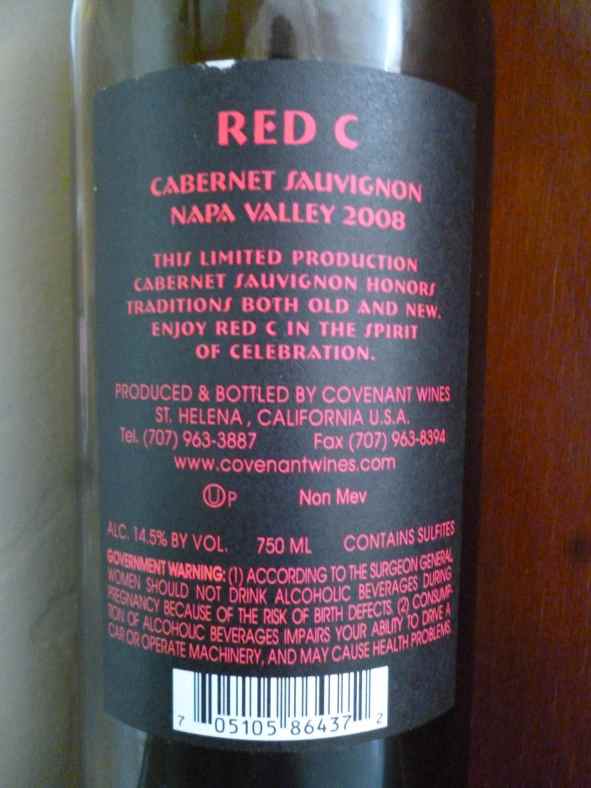 RED C
CABERNET SAUVIGNON
NAPA VALLEY 2008
THIS LIMITED PRODUCTION
CABERNET SAUVIGNON HONORS
TRADITIONS BOTH OLD AND NEW.
ENJOY RED C IN THE SPIRIT
OF CELEBRATION.
PRODUCED & BOTTLED BY COVENANT WINES
ST. HELENA, CALIFORNIA U.S.A.
Tel. (707) 963-3887 Fax (707) 963-8394
www.covenantwines.com
U P Non Mev
ALC. 14.5% BY VOL. 750 ML CONTAINS SULFITES
GOVERNMENT WARNING: (1) ACCORDING TO THE SURGEON GENERAL
WOMEN SHOULD NOT DRINK ALCOHOLIC BEVERAGES DURING
PREGNANCY BECAUSE OF THE RISK OF BIRTH DEFECTS. (2) CONSUMP-
TION OF ALCOHOLIC BEVERAGES IMPAIRS YOUR ABILITY TO DRIVE A
CAR OR OPERATE MACHINERY, AND MAY CAUSE HEALTH PROBLEMS.
7 05105 86437 2